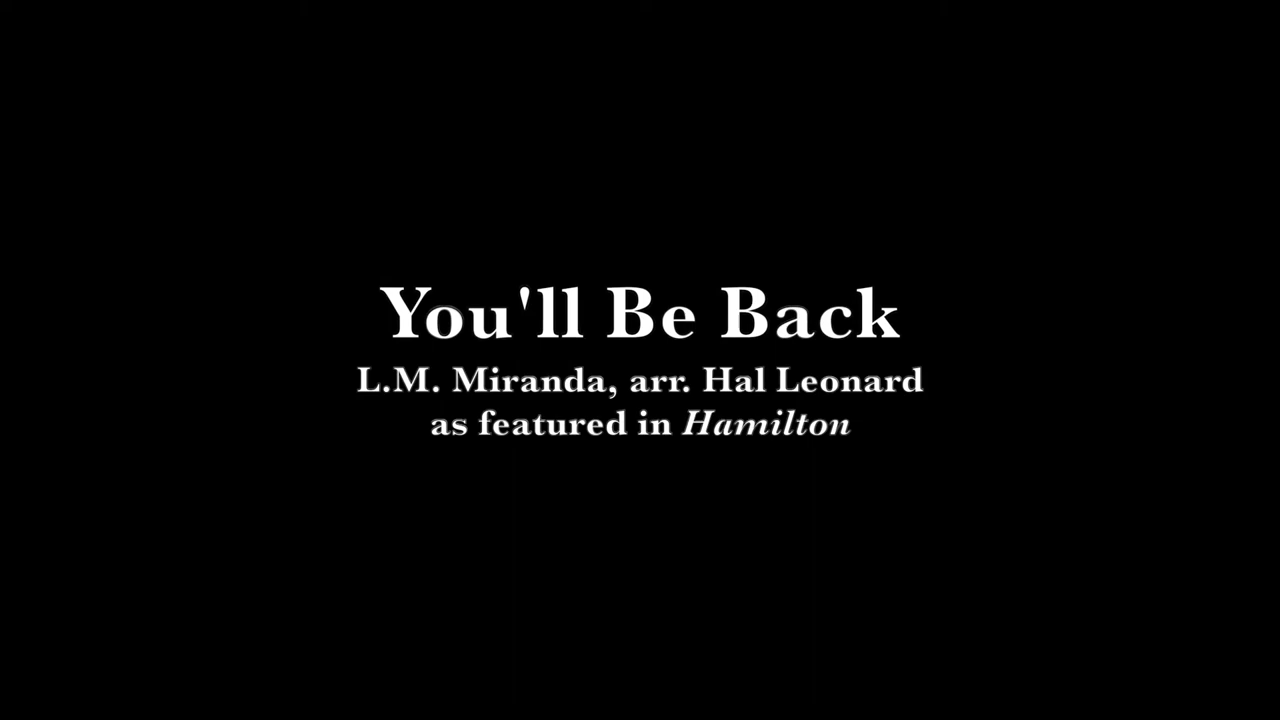 You'll Be Back
L.M. Miranda, arr. Hal Leonard
as featured in Hamilton